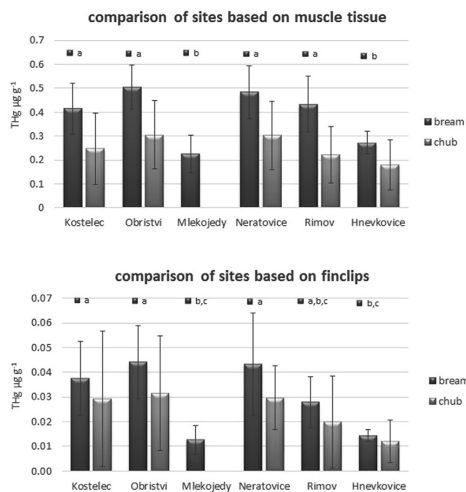 comparison of sites based on muscle tissue
0.7
a a b a a b
0.6
0.5
0.4
0.3
0.2
0.1
0
THg µg g⁻¹
bream
chub
Kostelec Obristvi Mlekojedy Neratovice Rimov Hnevkovice
comparison of sites based on finclips
0.07
a a b,c a a,b,c b,c
0.06
0.05
0.04
0.03
0.02
0.01
0.00
THg µg g⁻¹
bream
chub
Kostelec Obristvi Mlekojedy Neratovice Rimov Hnevkovice